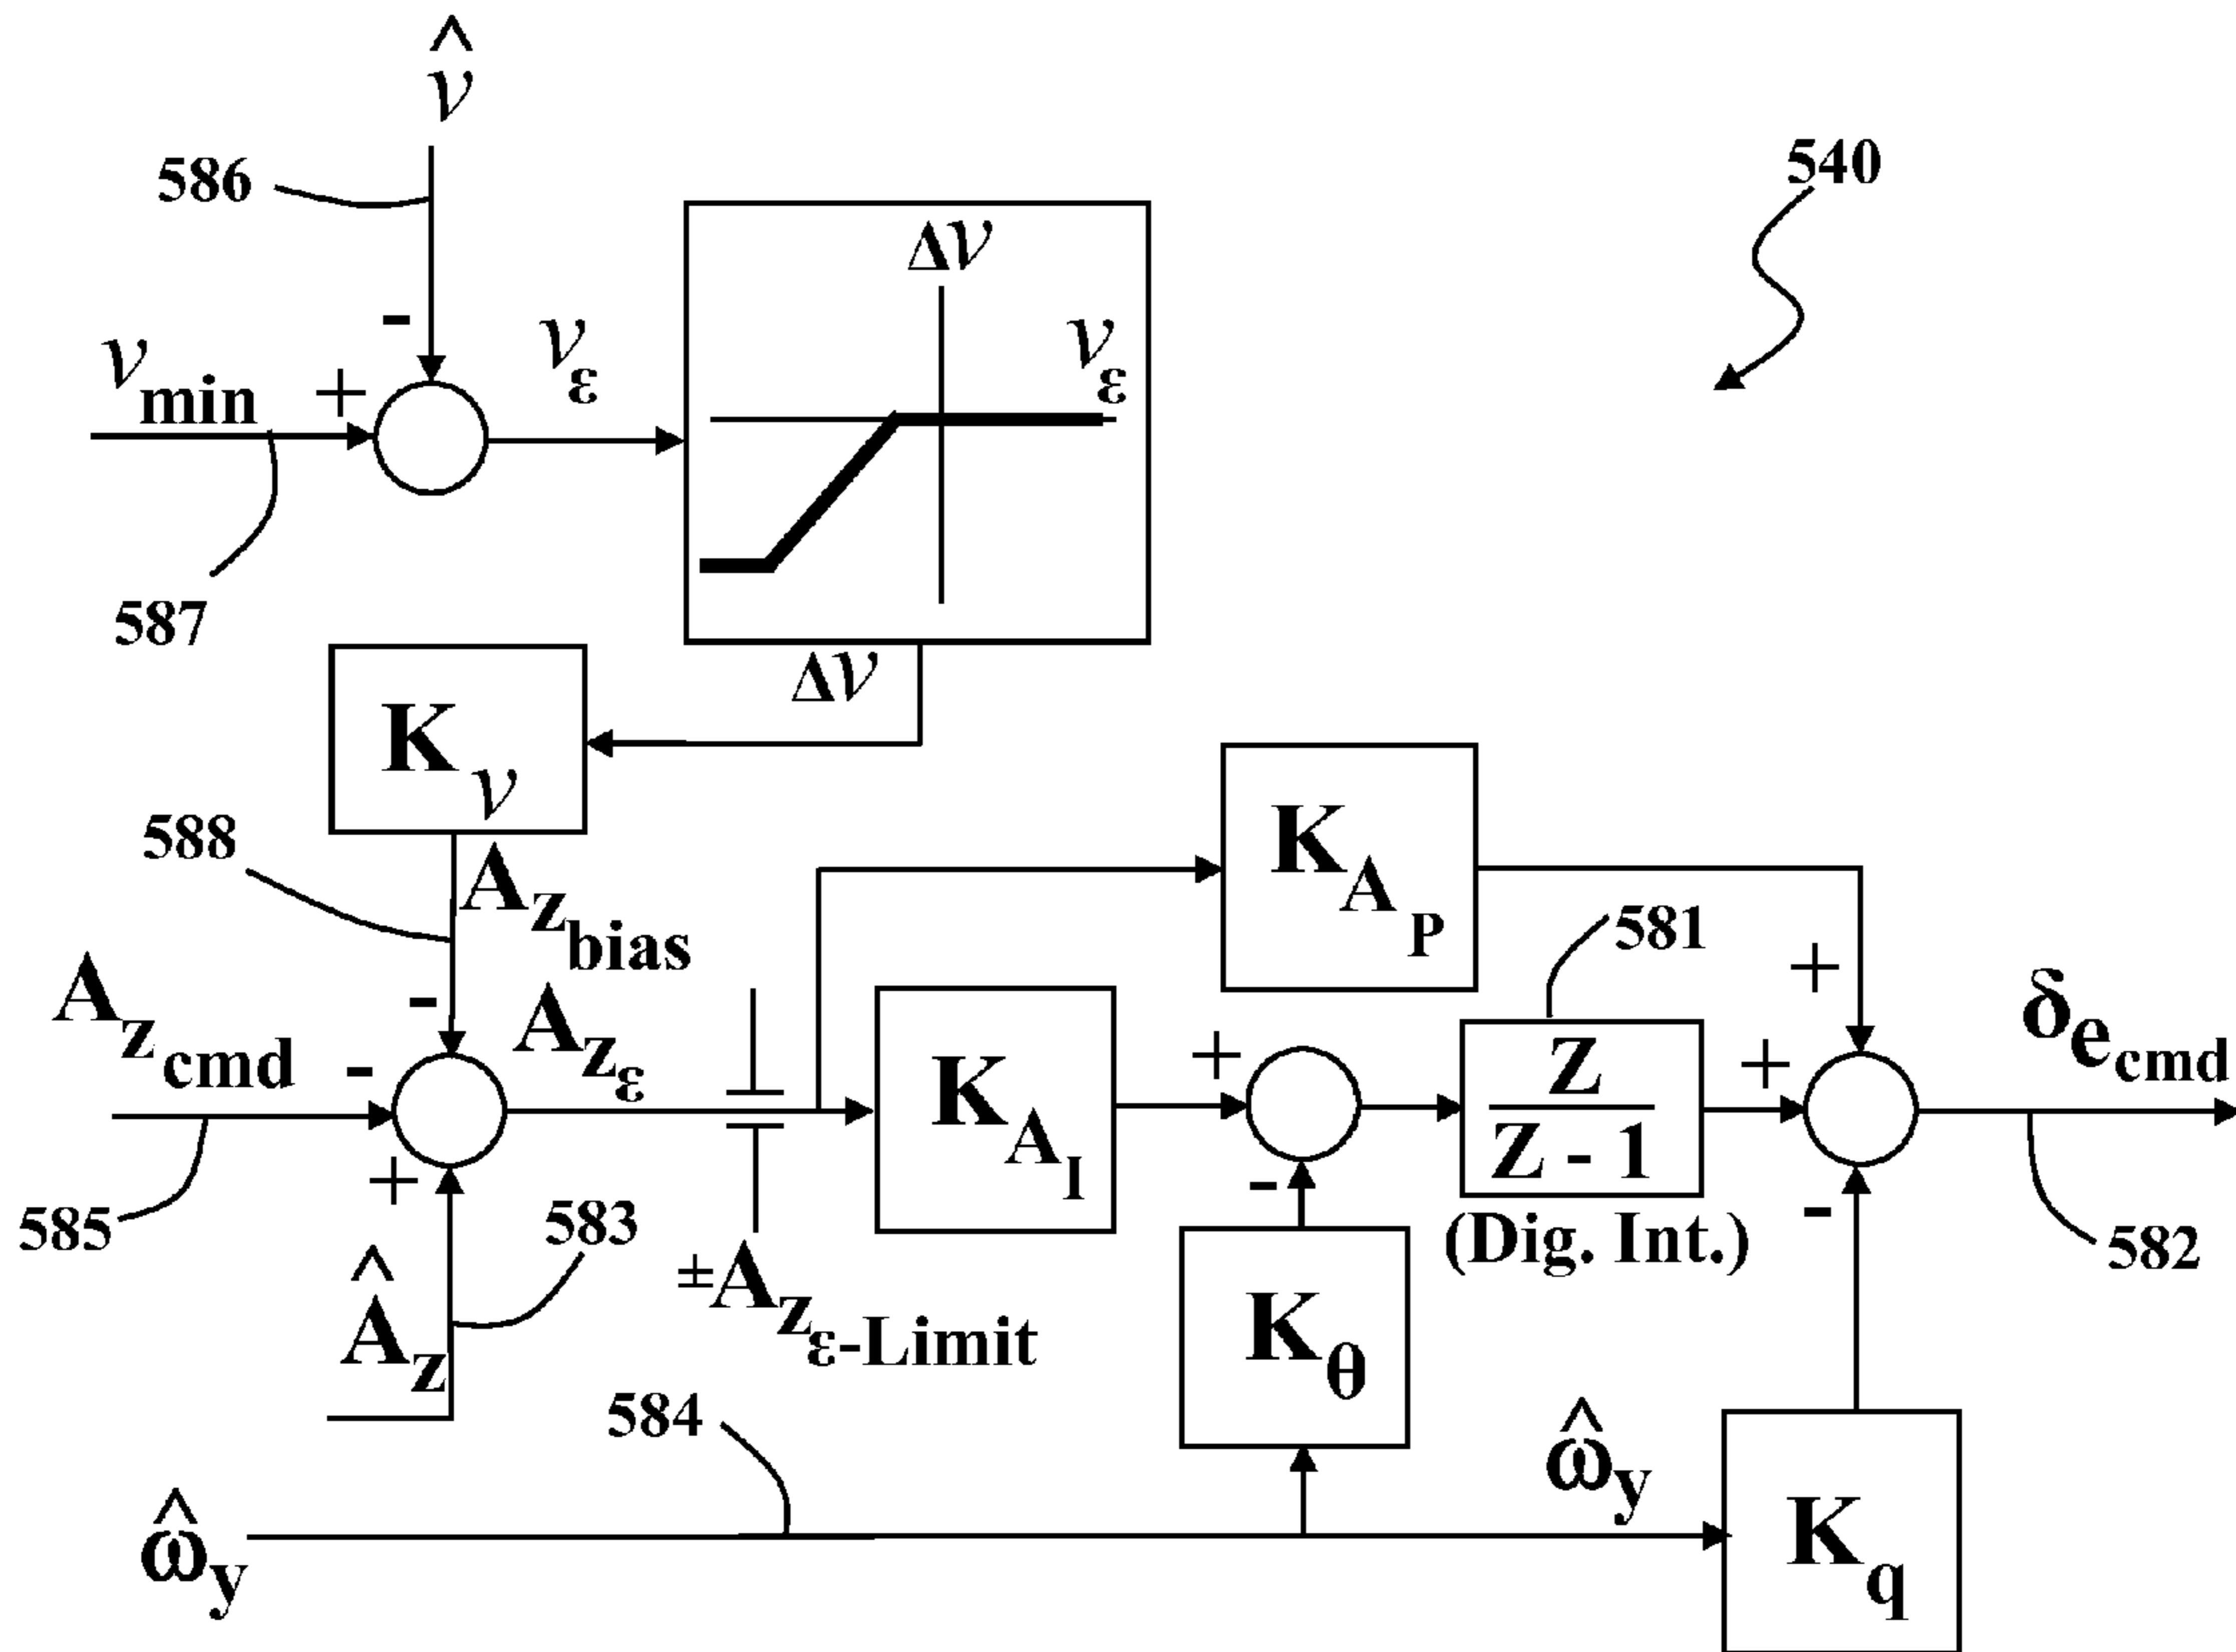 v̂
586
540
Δv
v_min
+
-
v_ε
v_ε
587
Δv
K_v
588
A_z_bias
K_A_P
581
+
A_z_cmd
-
-
A_z_ε
K_A_I
+
Z
Z - 1
+
δ_e_cmd
+
585
583
-
(Dig. Int.)
-
582
Â_z
±A_z_ε-Limit
K_θ
584
ω̂_y
ω̂_y
K_q